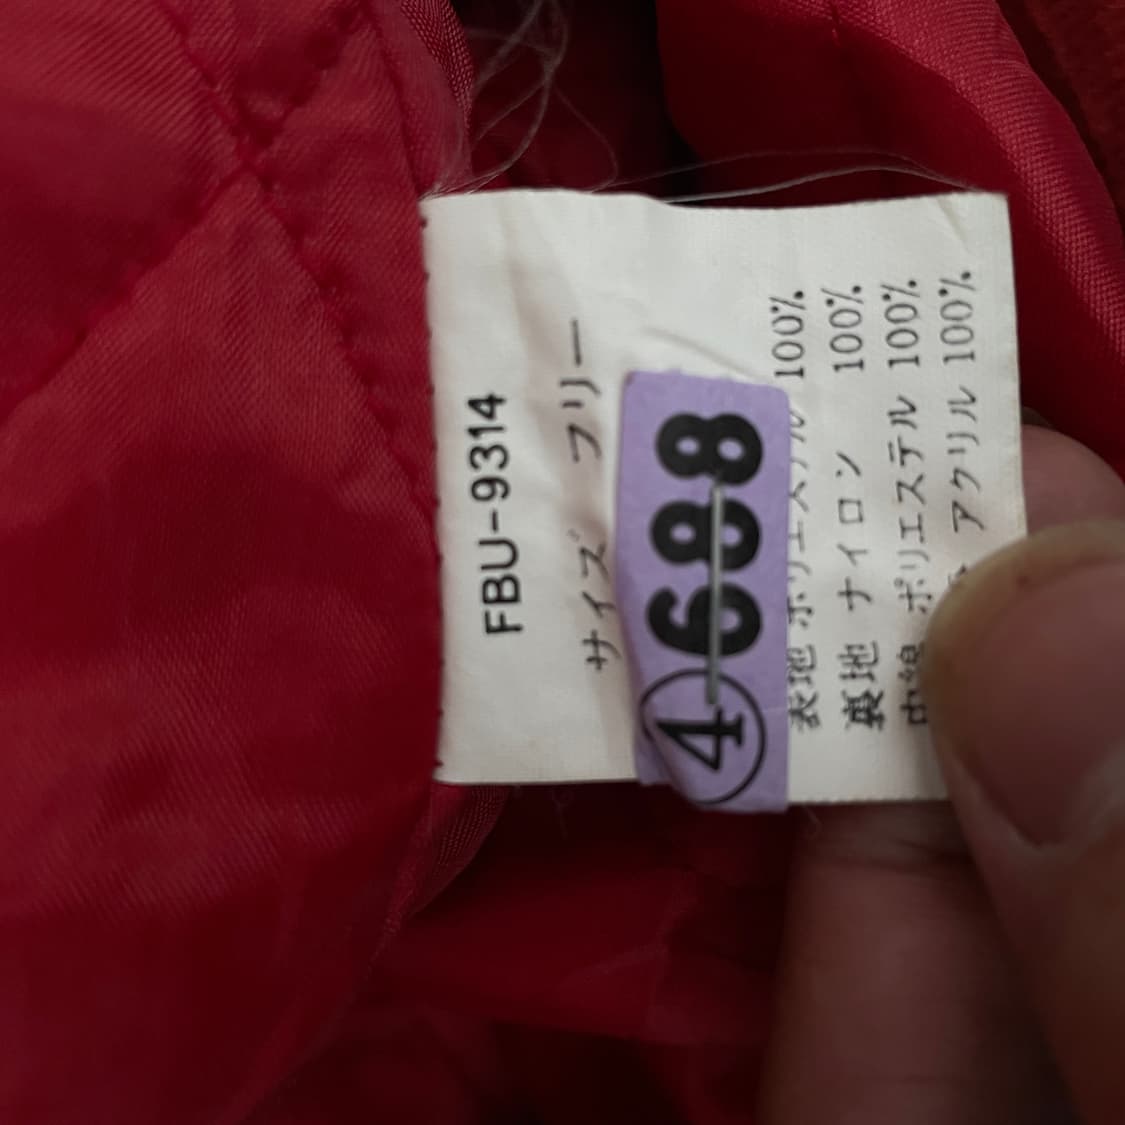 FBU-9314
サイズ フリー
④688
表地 ポリエステル 100%
裏地 ナイロン 100%
中綿 ポリエステル 100%
アクリル 100%